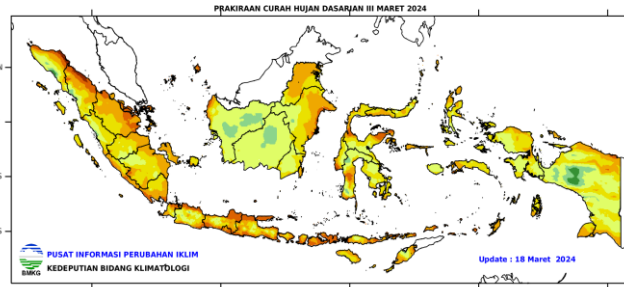 PRAKIRAAN CURAH HUJAN DASARIAN III MARET 2024
PUSAT INFORMASI PERUBAHAN IKLIM
KEDEPUTIAN BIDANG KLIMATOLOGI
BMKG
Update : 18 Maret 2024